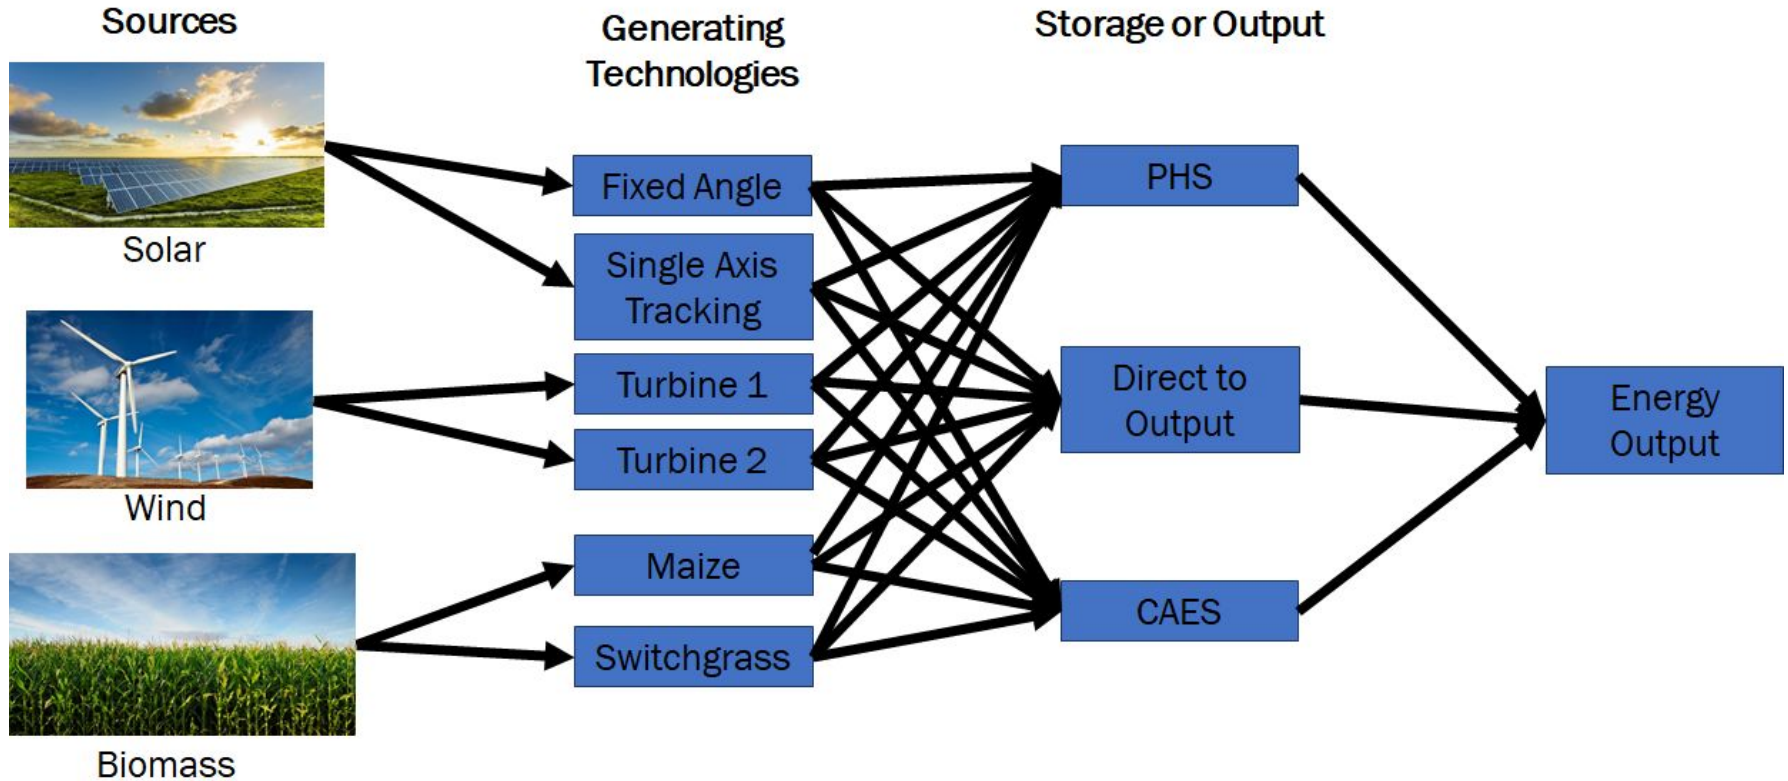 Sources
Generating
Technologies
Storage or Output
Solar
Wind
Biomass
Fixed Angle
Single Axis
Tracking
Turbine 1
Turbine 2
Maize
Switchgrass
PHS
Direct to
Output
CAES
Energy
Output